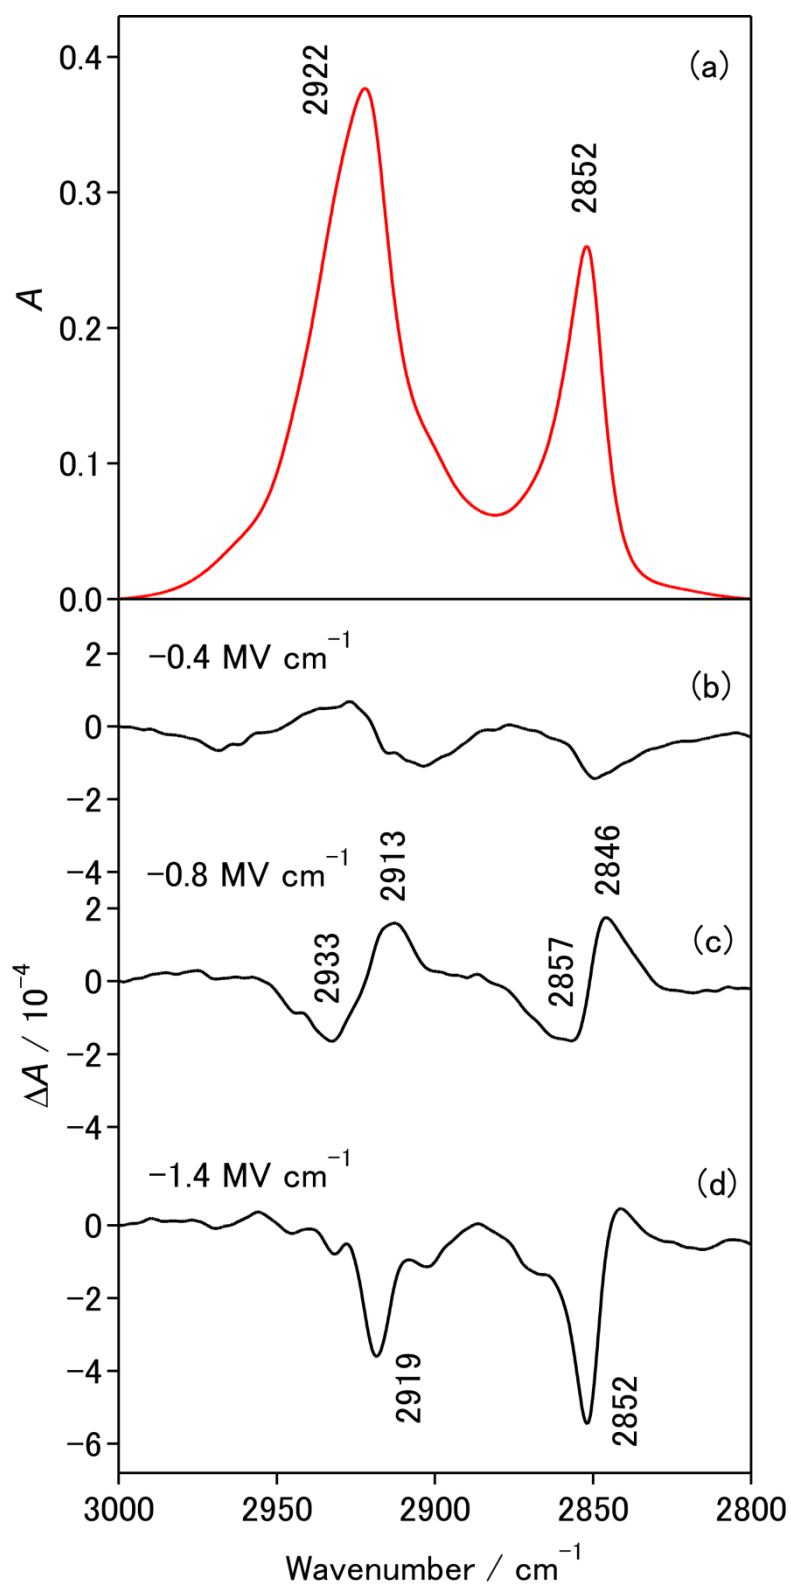 (a)
2922
2852
0.4
0.3
A
0.2
0.1
0.0
−0.4 MV cm⁻¹
(b)
2
0
−2
−4
−0.8 MV cm⁻¹
2913
2846
(c)
2
2933
2857
0
−2
−4
ΔA / 10⁻⁴
−1.4 MV cm⁻¹
(d)
0
−2
−4
−6
2919
2852
3000 2950 2900 2850 2800
Wavenumber / cm⁻¹